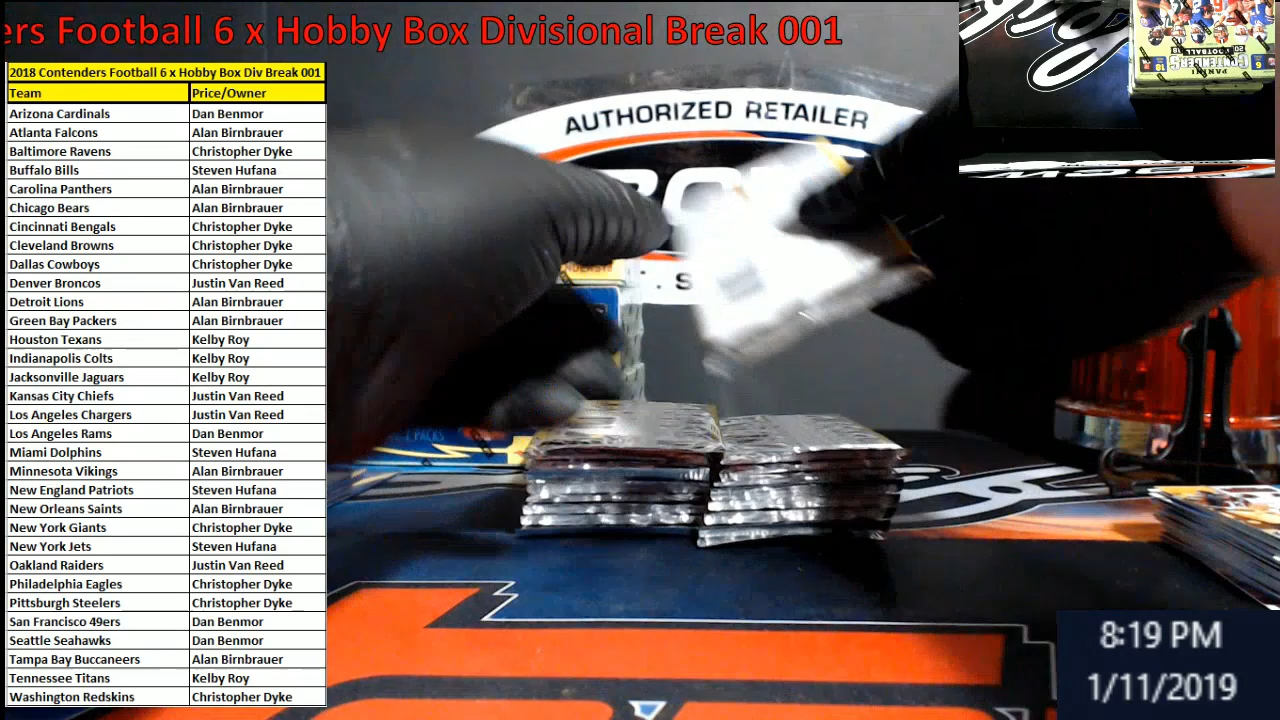 ers Football 6 x Hobby Box Divisional Break 001
2018 Contenders Football 6 x Hobby Box Div Break 001
Team Price/Owner
Arizona Cardinals Dan Benmor
Atlanta Falcons Alan Birnbrauer
Baltimore Ravens Christopher Dyke
Buffalo Bills Steven Hufana
Carolina Panthers Alan Birnbrauer
Chicago Bears Alan Birnbrauer
Cincinnati Bengals Christopher Dyke
Cleveland Browns Christopher Dyke
Dallas Cowboys Christopher Dyke
Denver Broncos Justin Van Reed
Detroit Lions Alan Birnbrauer
Green Bay Packers Alan Birnbrauer
Houston Texans Kelby Roy
Indianapolis Colts Kelby Roy
Jacksonville Jaguars Kelby Roy
Kansas City Chiefs Justin Van Reed
Los Angeles Chargers Justin Van Reed
Los Angeles Rams Dan Benmor
Miami Dolphins Steven Hufana
Minnesota Vikings Alan Birnbrauer
New England Patriots Steven Hufana
New Orleans Saints Alan Birnbrauer
New York Giants Christopher Dyke
New York Jets Steven Hufana
Oakland Raiders Justin Van Reed
Philadelphia Eagles Christopher Dyke
Pittsburgh Steelers Christopher Dyke
San Francisco 49ers Dan Benmor
Seattle Seahawks Dan Benmor
Tampa Bay Buccaneers Alan Birnbrauer
Tennessee Titans Kelby Roy
Washington Redskins Christopher Dyke
AUTHORIZED RETAILER
PACKS
CONTENDERS
PANINI
8:19 PM
1/11/2019